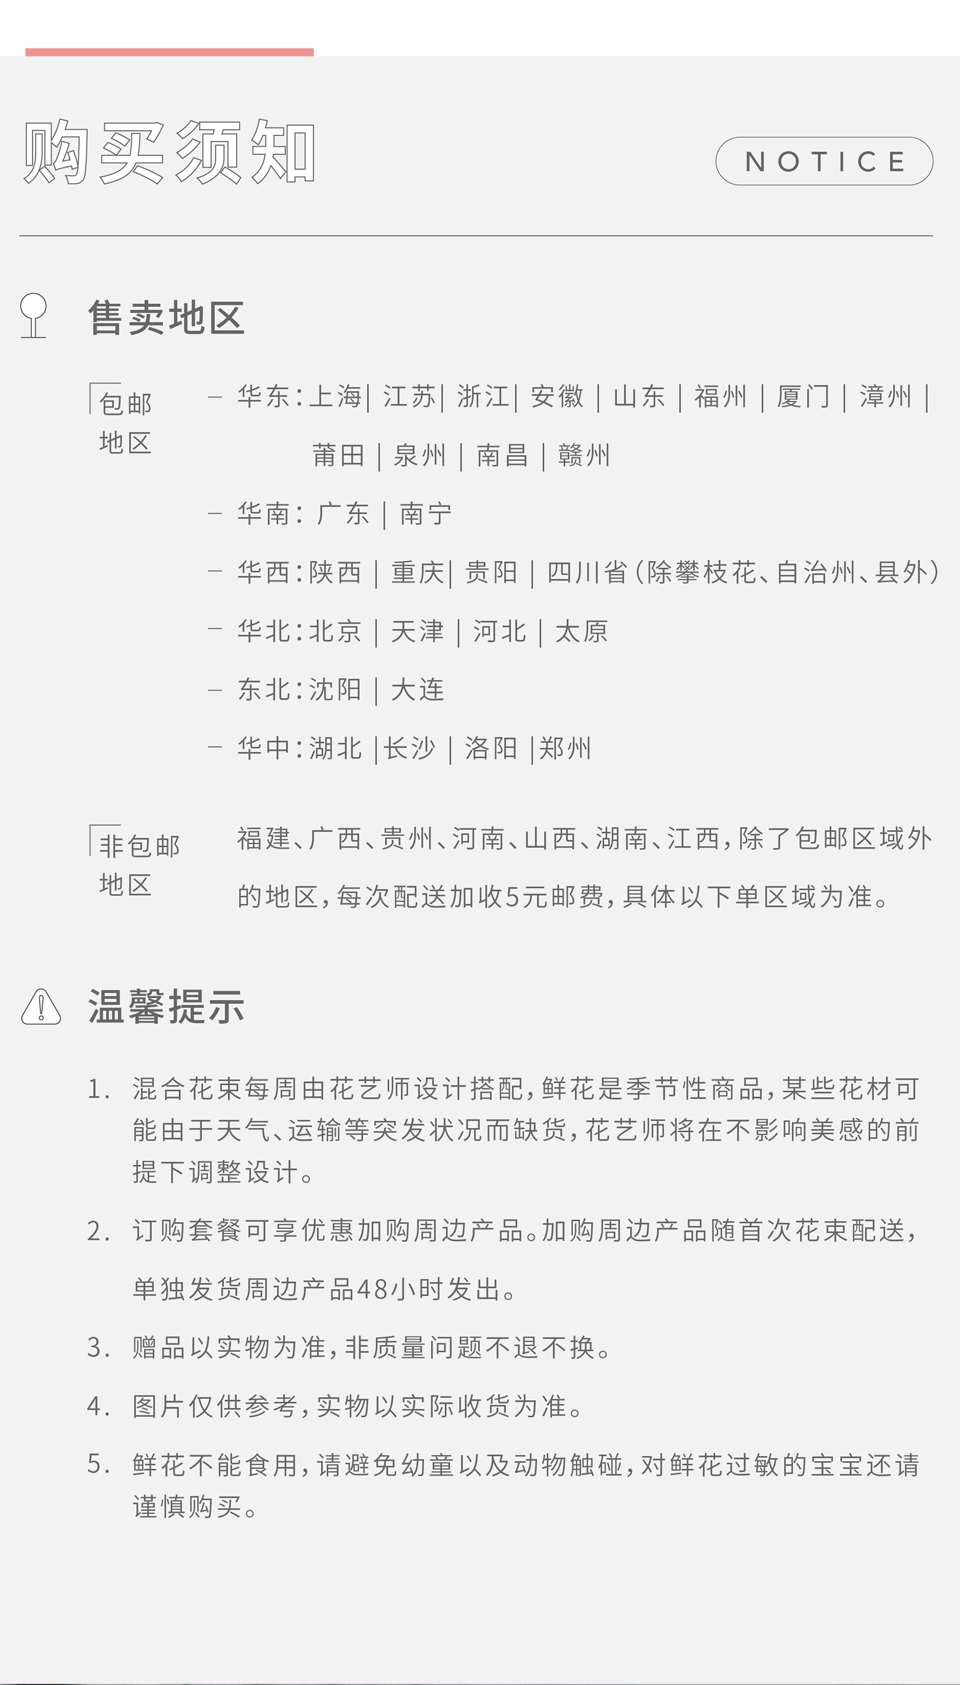 购买须知
NOTICE
售卖地区
包邮
地区
– 华东：上海| 江苏| 浙江| 安徽 | 山东 | 福州 | 厦门 | 漳州 |
莆田 | 泉州 | 南昌 | 赣州
– 华南： 广东 | 南宁
– 华西：陕西 | 重庆| 贵阳 | 四川省（除攀枝花、自治州、县外）
– 华北：北京 | 天津 | 河北 | 太原
– 东北：沈阳 | 大连
– 华中：湖北 |长沙 | 洛阳 |郑州
非包邮
地区
福建、广西、贵州、河南、山西、湖南、江西，除了包邮区域外
的地区，每次配送加收5元邮费，具体以下单区域为准。
温馨提示
1. 混合花束每周由花艺师设计搭配，鲜花是季节性商品，某些花材可
能由于天气、运输等突发状况而缺货，花艺师将在不影响美感的前
提下调整设计。
2. 订购套餐可享优惠加购周边产品。加购周边产品随首次花束配送，
单独发货周边产品48小时发出。
3. 赠品以实物为准，非质量问题不退不换。
4. 图片仅供参考，实物以实际收货为准。
5. 鲜花不能食用，请避免幼童以及动物触碰，对鲜花过敏的宝宝还请
谨慎购买。